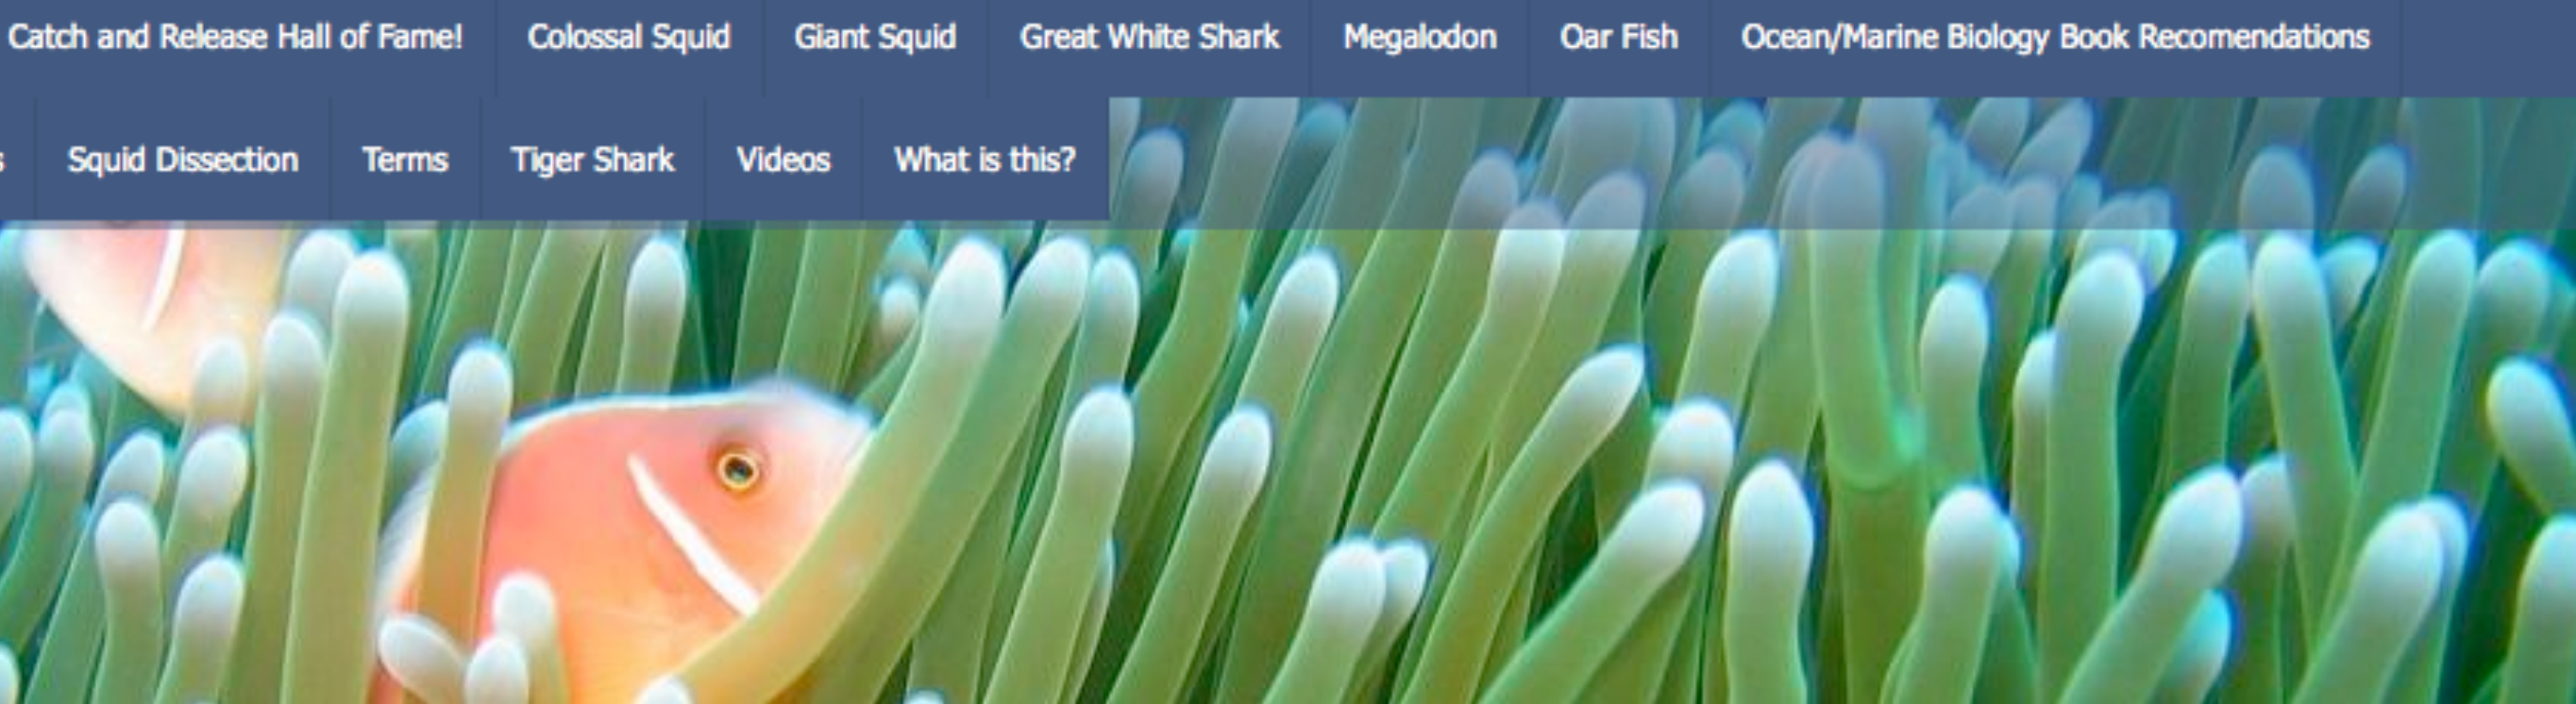 Catch and Release Hall of Fame! Colossal Squid Giant Squid Great White Shark Megalodon Oar Fish Ocean/Marine Biology Book Recomendations
Squid Dissection Terms Tiger Shark Videos What is this?